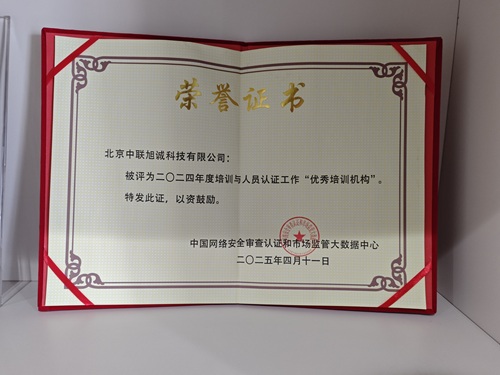 荣誉证书
北京中联旭诚科技有限公司：
被评为二〇二四年度培训与人员认证工作“优秀培训机构”。
特发此证，以资鼓励。
中国网络安全审查认证和市场监管大数据中心
二〇二五年四月十一日